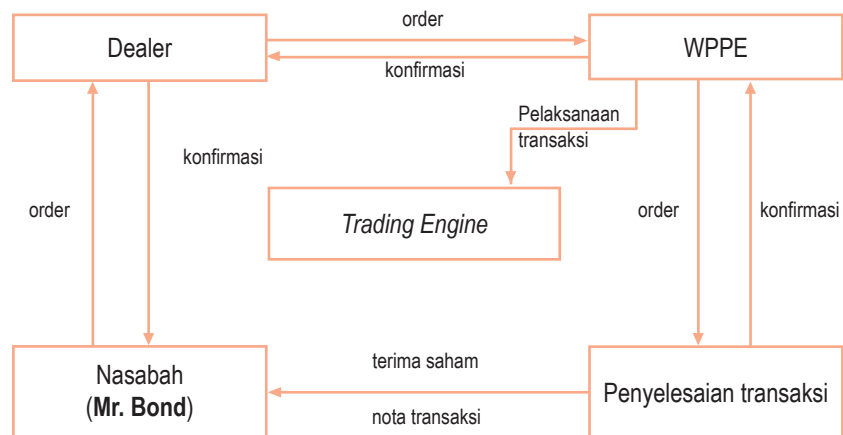 order
Dealer
WPPE
konfirmasi
Pelaksanaan
transaksi
konfirmasi
Trading Engine
order
order
konfirmasi
terima saham
Nasabah
(Mr. Bond)
Penyelesaian transaksi
nota transaksi